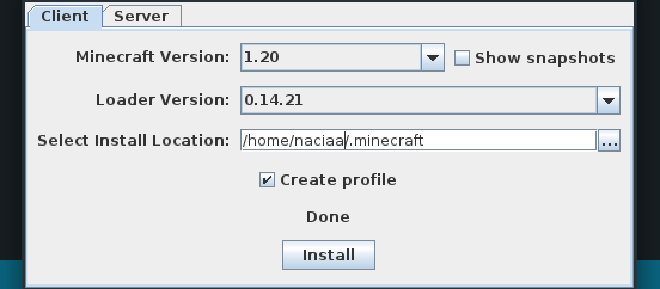 Client Server
Minecraft Version: 1.20 Show snapshots
Loader Version: 0.14.21
Select Install Location: /home/naciaa/.minecraft ...
Create profile
Done
Install